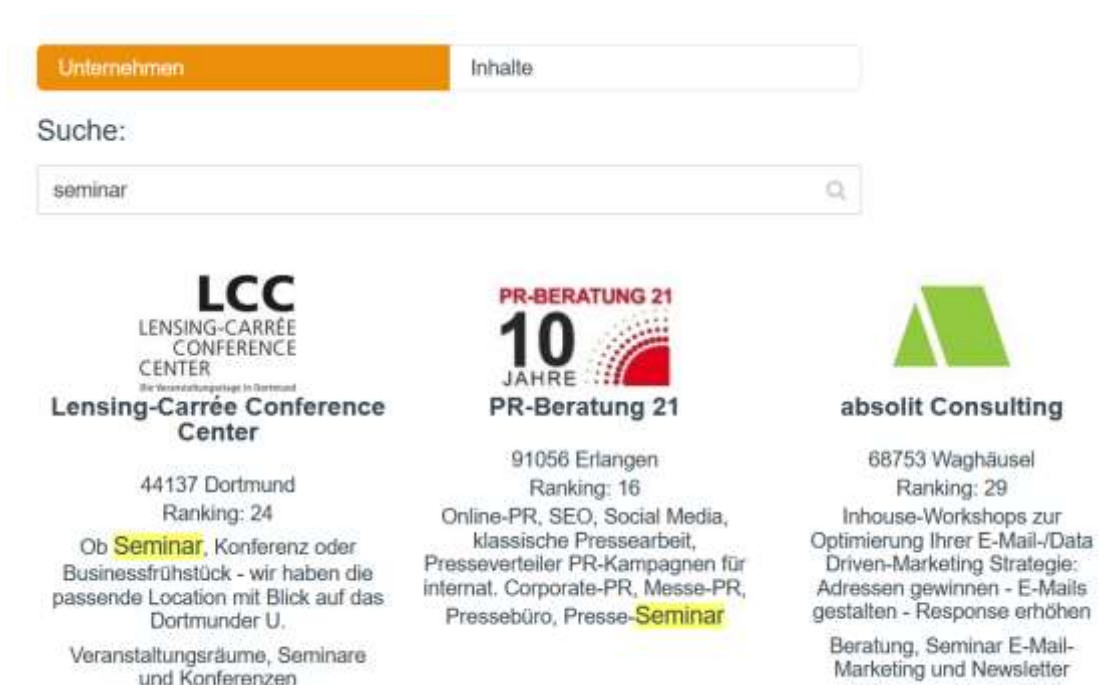 Unternehmen
Inhalte
Suche:
seminar
LCC
LENSING-CARRÉE
CONFERENCE
CENTER
Die Veranstaltungsetage in Dortmund
Lensing-Carrée Conference
Center
44137 Dortmund
Ranking: 24
Ob Seminar, Konferenz oder
Businessfrühstück - wir haben die
passende Location mit Blick auf das
Dortmunder U.
Veranstaltungsräume, Seminare
und Konferenzen
PR-BERATUNG 21
10
JAHRE
PR-Beratung 21
91056 Erlangen
Ranking: 16
Online-PR, SEO, Social Media,
klassische Pressearbeit,
Presseverteiler PR-Kampagnen für
internat. Corporate-PR, Messe-PR,
Pressebüro, Presse-Seminar
absolit Consulting
68753 Waghäusel
Ranking: 29
Inhouse-Workshops zur
Optimierung Ihrer E-Mail-/Data
Driven-Marketing Strategie:
Adressen gewinnen - E-Mails
gestalten - Response erhöhen
Beratung, Seminar E-Mail-
Marketing und Newsletter